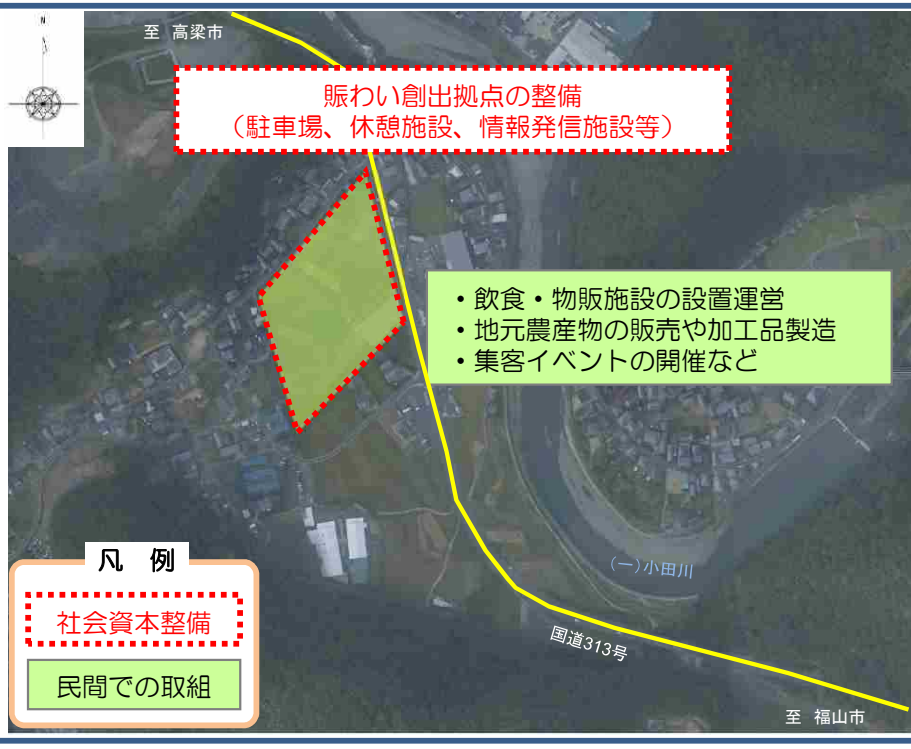 N
至 高梁市
賑わい創出拠点の整備
（駐車場、休憩施設、情報発信施設等）
・飲食・物販施設の設置運営
・地元農産物の販売や加工品製造
・集客イベントの開催など
(一)小田川
国道313号
至 福山市
凡 例
社会資本整備
民間での取組